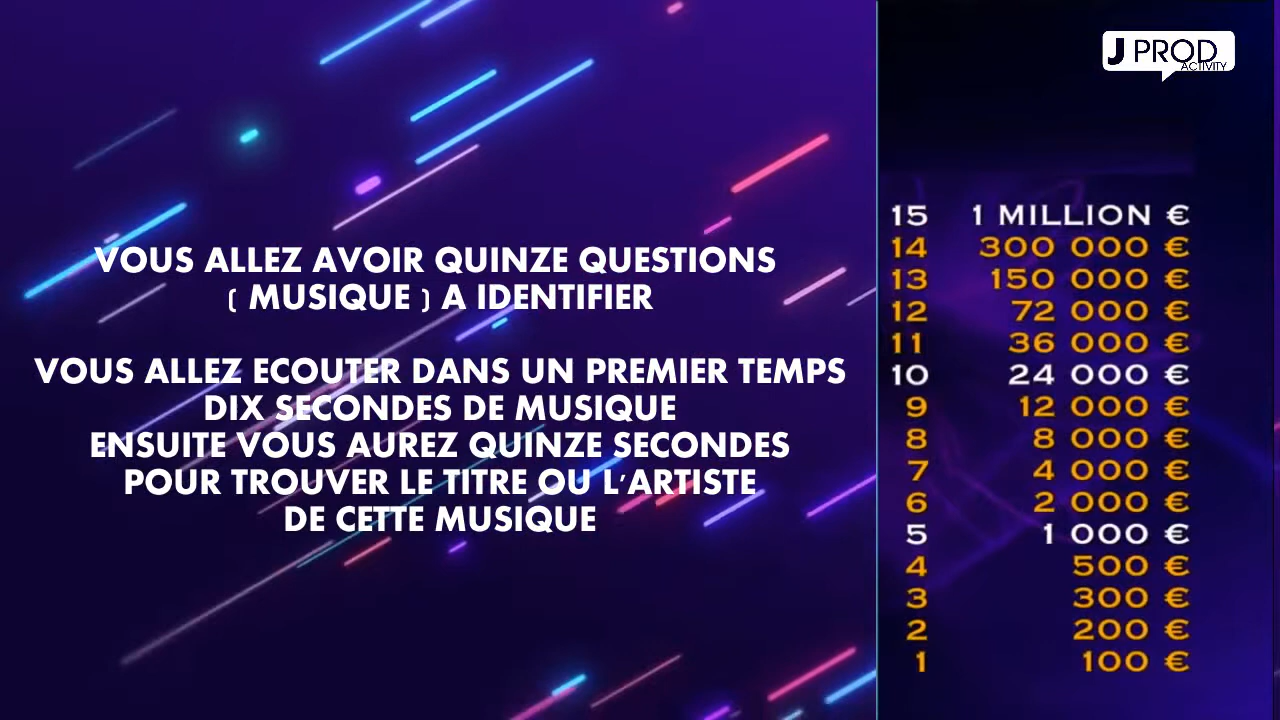 J PROD
ACTIVITY
VOUS ALLEZ AVOIR QUINZE QUESTIONS
( MUSIQUE ) A IDENTIFIER
VOUS ALLEZ ECOUTER DANS UN PREMIER TEMPS
DIX SECONDES DE MUSIQUE
ENSUITE VOUS AUREZ QUINZE SECONDES
POUR TROUVER LE TITRE OU L'ARTISTE
DE CETTE MUSIQUE
15 1 MILLION €
14 300 000 €
13 150 000 €
12 72 000 €
11 36 000 €
10 24 000 €
9 12 000 €
8 8 000 €
7 4 000 €
6 2 000 €
5 1 000 €
4 500 €
3 300 €
2 200 €
1 100 €